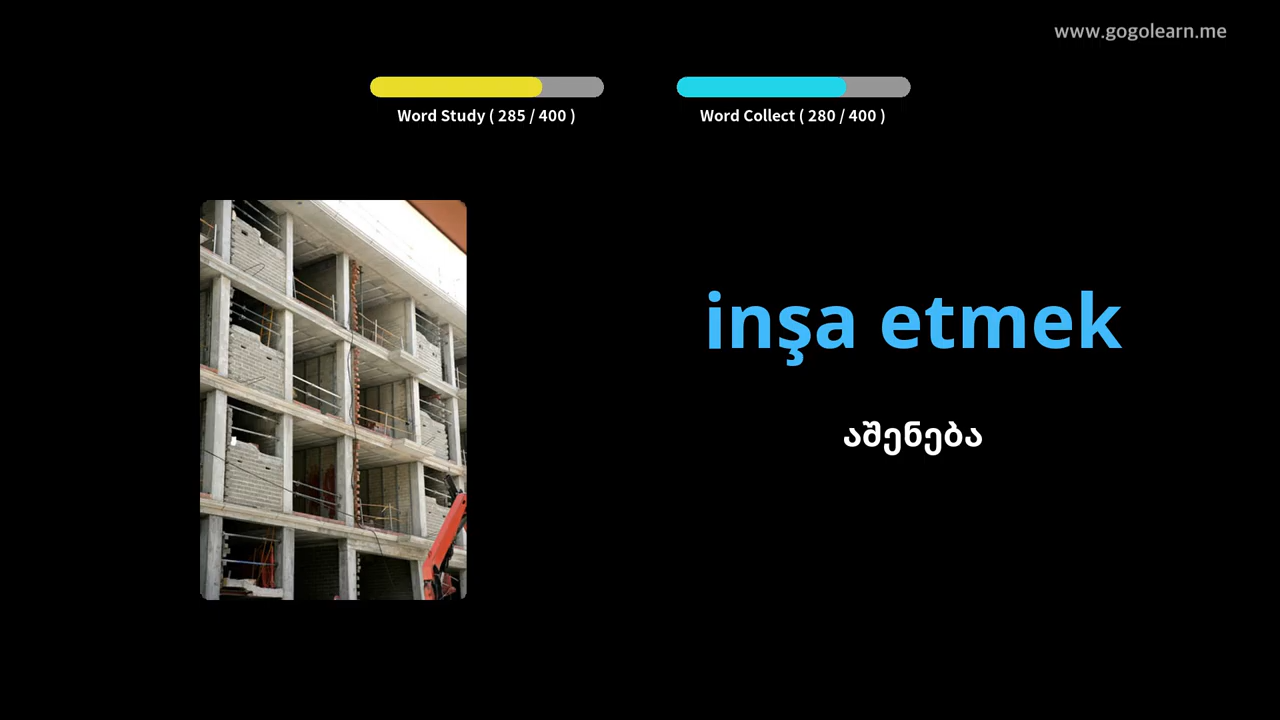 www.gogolearn.me
Word Study ( 285 / 400 )
Word Collect ( 280 / 400 )
inşa etmek
აშენება